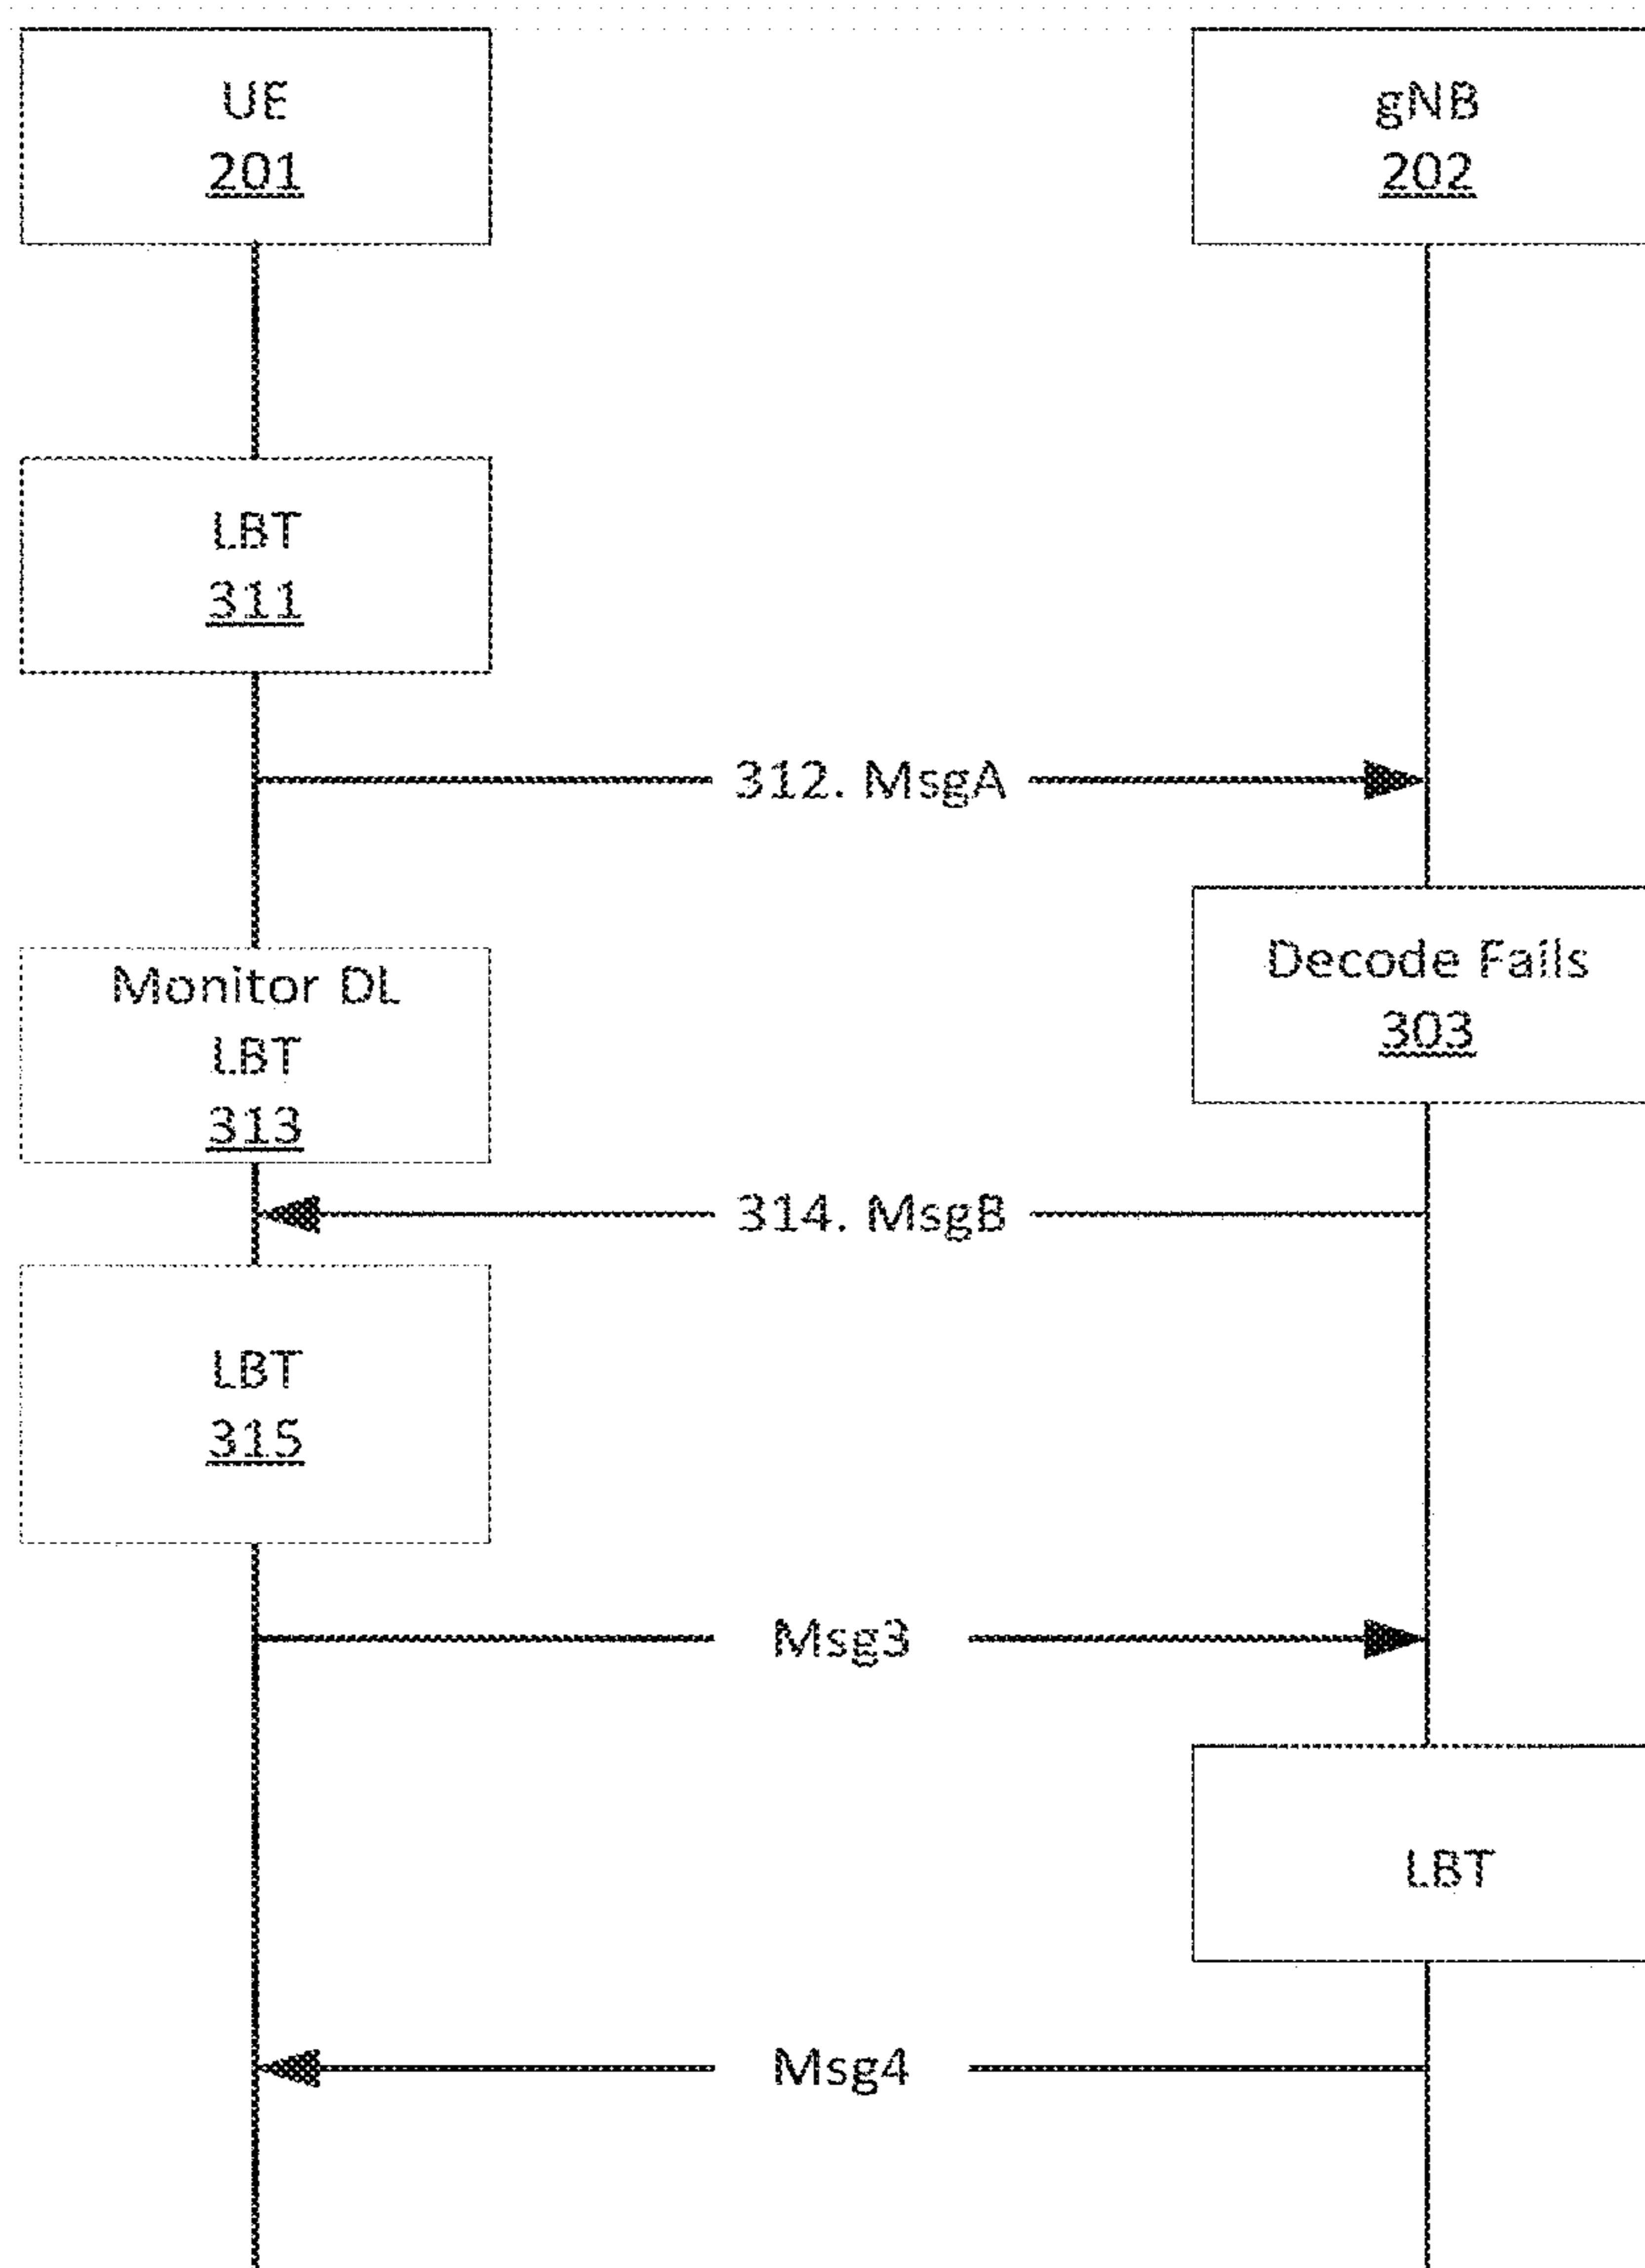 UE
201
gNB
202
LBT
311
312. MsgA
Decode Fails
303
Monitor DL
LBT
313
314. MsgB
LBT
315
Msg3
LBT
Msg4